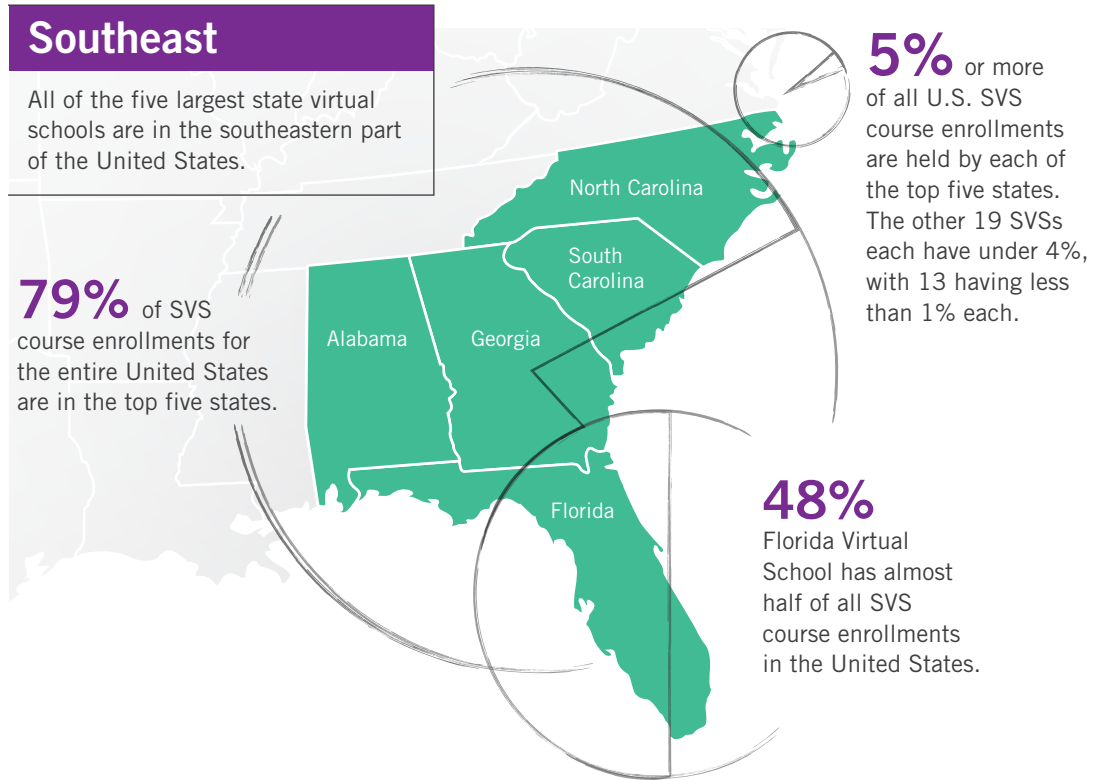 Southeast
All of the five largest state virtual
schools are in the southeastern part
of the United States.
5% or more
of all U.S. SVS
course enrollments
are held by each of
the top five states.
The other 19 SVSs
each have under 4%,
with 13 having less
than 1% each.
North Carolina
South
Carolina
79% of SVS
course enrollments for
the entire United States
are in the top five states.
Alabama
Georgia
Florida
48%
Florida Virtual
School has almost
half of all SVS
course enrollments
in the United States.